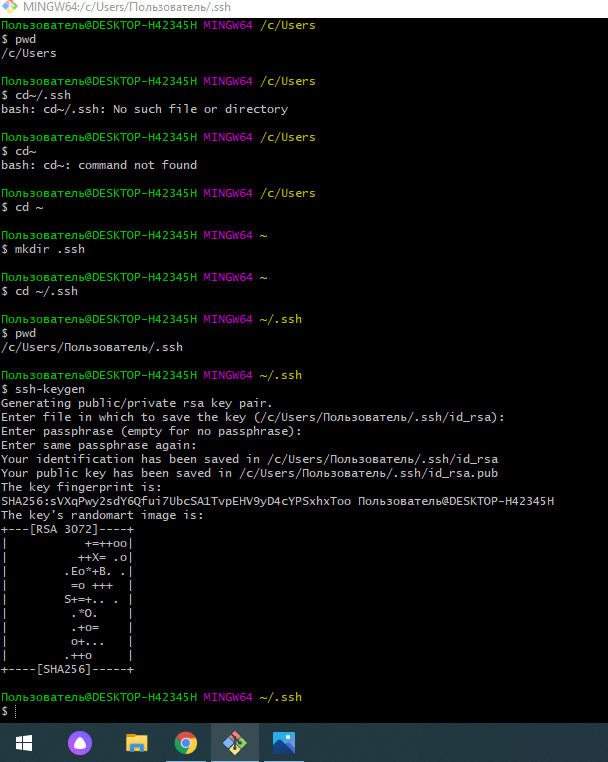 MINGW64:/c/Users/Пользователь/.ssh
Пользователь@DESKTOP-H42345H MINGW64 /c/Users
$ pwd
/c/Users
Пользователь@DESKTOP-H42345H MINGW64 /c/Users
$ cd~/.ssh
bash: cd~/.ssh: No such file or directory
Пользователь@DESKTOP-H42345H MINGW64 /c/Users
$ cd~
bash: cd~: command not found
Пользователь@DESKTOP-H42345H MINGW64 /c/Users
$ cd ~
Пользователь@DESKTOP-H42345H MINGW64 ~
$ mkdir .ssh
Пользователь@DESKTOP-H42345H MINGW64 ~
$ cd ~/.ssh
Пользователь@DESKTOP-H42345H MINGW64 ~/.ssh
$ pwd
/c/Users/Пользователь/.ssh
Пользователь@DESKTOP-H42345H MINGW64 ~/.ssh
$ ssh-keygen
Generating public/private rsa key pair.
Enter file in which to save the key (/c/Users/Пользователь/.ssh/id_rsa):
Enter passphrase (empty for no passphrase):
Enter same passphrase again:
Your identification has been saved in /c/Users/Пользователь/.ssh/id_rsa
Your public key has been saved in /c/Users/Пользователь/.ssh/id_rsa.pub
The key fingerprint is:
SHA256:sVXqPwy2sdY6Qfui7UbcSA1TvpEHV9yD4cYPSxhxToo Пользователь@DESKTOP-H42345H
The key's randomart image is:
+---[RSA 3072]----+
|           +=++oo|
|          ++X= .o|
|        .Eo*+B. .|
|         =o +++  |
|        S+=+.. . |
|         .*O.    |
|         .+o=    |
|         o+...   |
|        .++o     |
+----[SHA256]-----+
Пользователь@DESKTOP-H42345H MINGW64 ~/.ssh
$